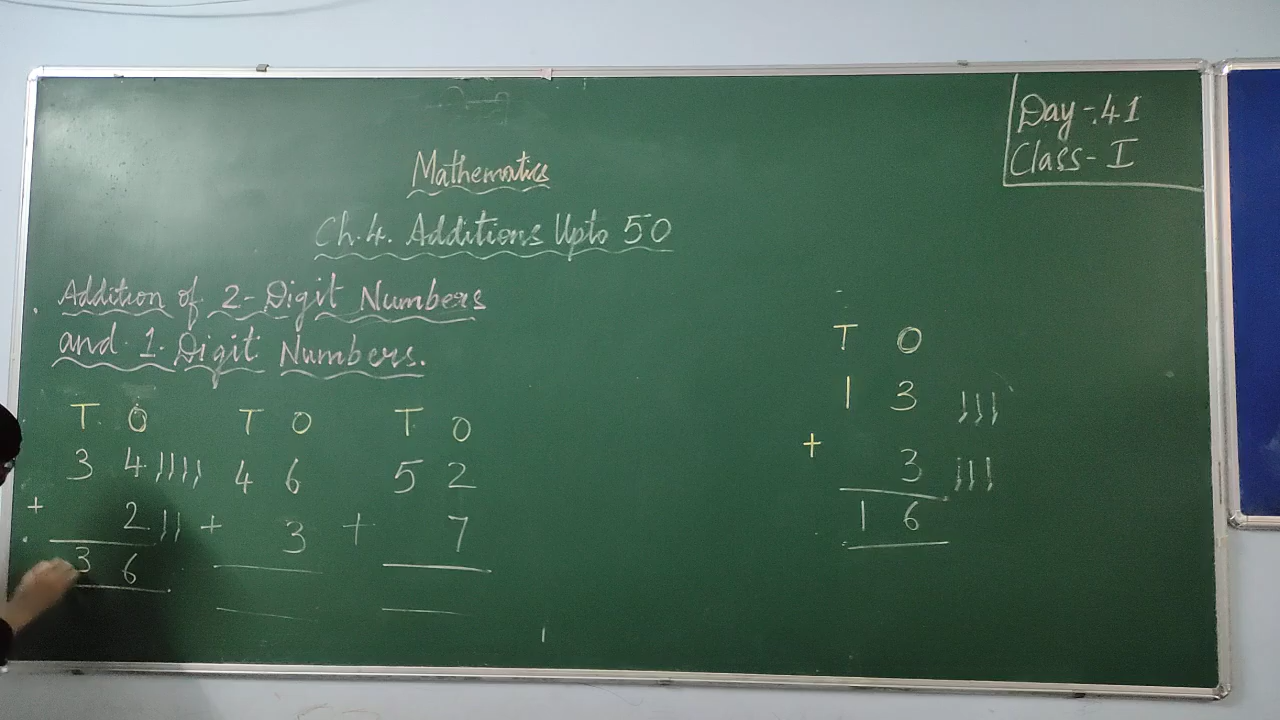 Day-:41
Class-I
Mathematics
Ch.4. Additions Upto 50
Addition of 2-Digit Numbers
and 1. Digit Numbers.
T O
3 4
+ 2
3 6
T O
4 6
+ 3
T O
5 2
+ 7
T O
1 3
+ 3
1 6